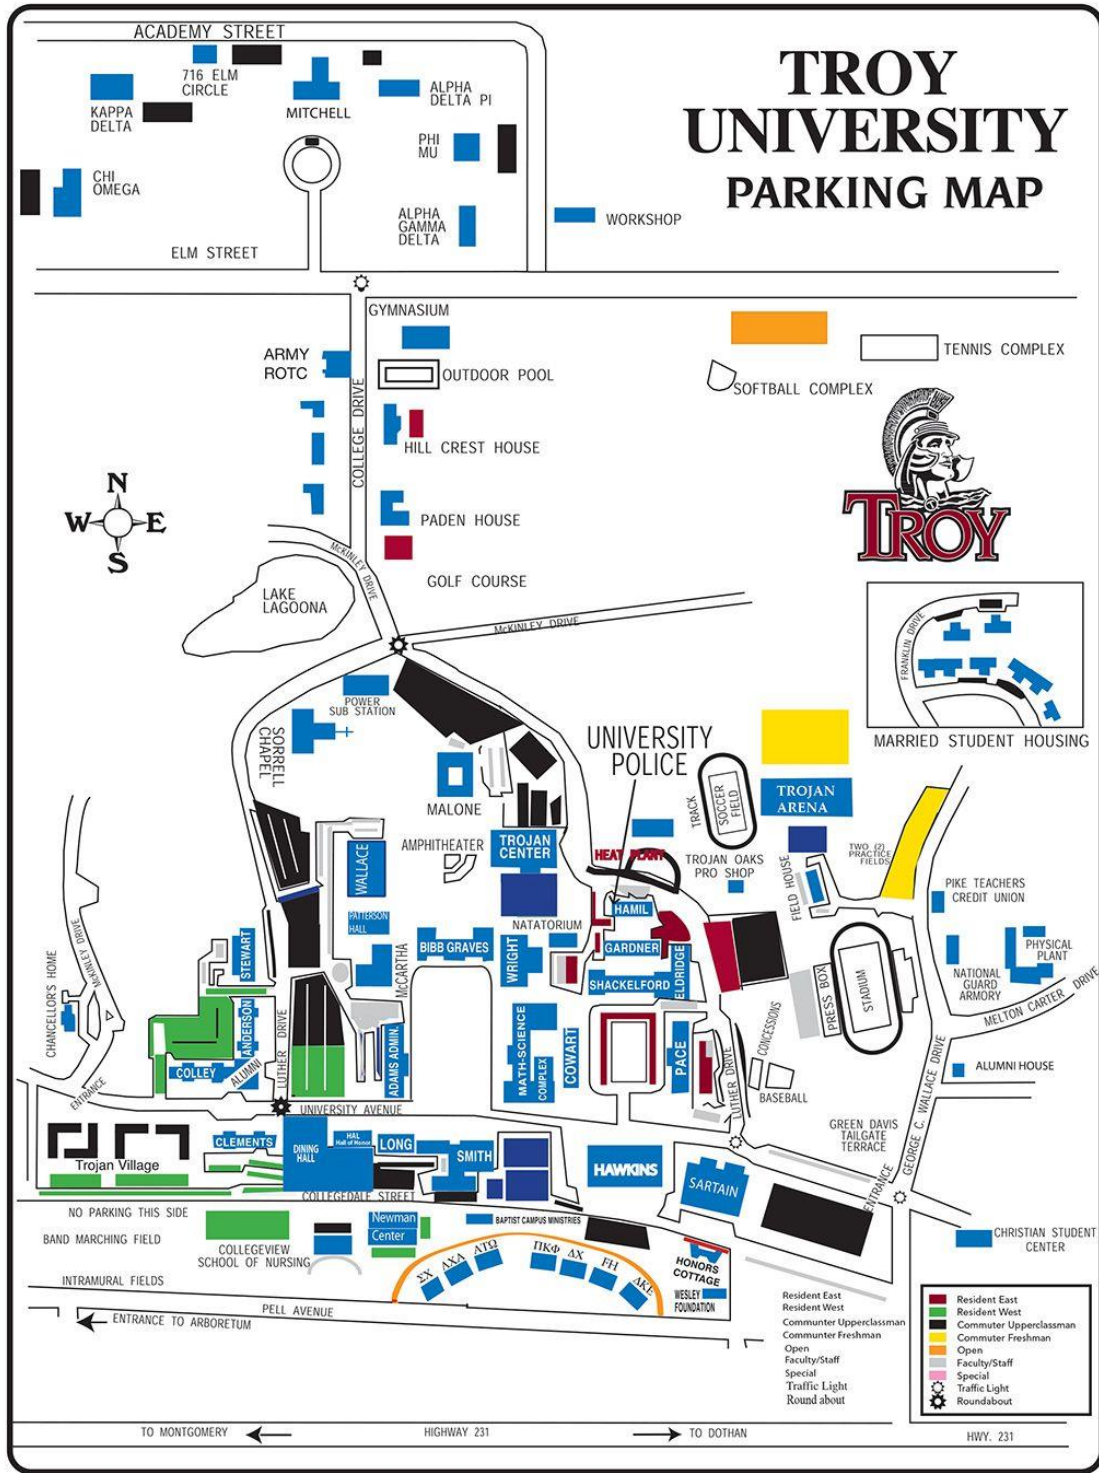 ACADEMY STREET
TROY
UNIVERSITY
PARKING MAP
716 ELM
CIRCLE
KAPPA
DELTA
MITCHELL
ALPHA
DELTA PI
PHI
MU
CHI
OMEGA
ALPHA
GAMMA
DELTA
WORKSHOP
ELM STREET
GYMNASIUM
ARMY
ROTC
OUTDOOR POOL
TENNIS COMPLEX
SOFTBALL COMPLEX
COLLEGE DRIVE
HILL CREST HOUSE
N
W E
S
PADEN HOUSE
TROY
McKINLEY DRIVE
GOLF COURSE
LAKE
LAGOONA
McKINLEY DRIVE
FRANKLIN DRIVE
MARRIED STUDENT HOUSING
POWER
SUB STATION
SORRELL
CHAPEL
UNIVERSITY
POLICE
MALONE
TRACK
SOCCER
FIELD
TROJAN
ARENA
AMPHITHEATER
TROJAN
CENTER
HEAT PLANT
TROJAN OAKS
PRO SHOP
TWO (2)
PRACTICE
FIELDS
WALLACE
FIELD HOUSE
PIKE TEACHERS
CREDIT UNION
PATTERSON
HALL
NATATORIUM
HAMIL
McKINLEY DRIVE
CHANCELLOR'S HOME
STEWART
McCARTHA
BIBB GRAVES
WRIGHT
GARDNER
ELDRIDGE
SHACKELFORD
PRESS BOX
STADIUM
PHYSICAL
PLANT
NATIONAL
GUARD
ARMORY
MELTON CARTER DRIVE
ANDERSON
LUTHER DRIVE
ADAMS ADMIN.
MATH-SCIENCE
COMPLEX
COWART
PACE
LUTHER DRIVE
CONCESSIONS
BASEBALL
GEORGE C. WALLACE DRIVE
ALUMNI HOUSE
COLLEY
ALUMNI
ENTRANCE
UNIVERSITY AVENUE
GREEN DAVIS
TAILGATE
TERRACE
Trojan Village
CLEMENTS
DINING
HALL
HAL
Hall of Honor
LONG
SMITH
HAWKINS
SARTAIN
ENTRANCE
COLLEGEDALE STREET
NO PARKING THIS SIDE
BAND MARCHING FIELD
COLLEGEVIEW
SCHOOL OF NURSING
Newman
Center
BAPTIST CAMPUS MINISTRIES
CHRISTIAN STUDENT
CENTER
ΣΧ
ΛΧΑ
ΑΤΩ
ΠΚΦ
ΔΧ
FH
ΔΚΕ
HONORS
COTTAGE
WESLEY
FOUNDATION
INTRAMURAL FIELDS
PELL AVENUE
ENTRANCE TO ARBORETUM
Resident East
Resident West
Communter Upperclassman
Communter Freshman
Open
Faculty/Staff
Special
Traffic Light
Round about
Resident East
Resident West
Commuter Upperclassman
Commuter Freshman
Open
Faculty/Staff
Special
Traffic Light
Roundabout
TO MONTGOMERY
HIGHWAY 231
TO DOTHAN
HWY. 231